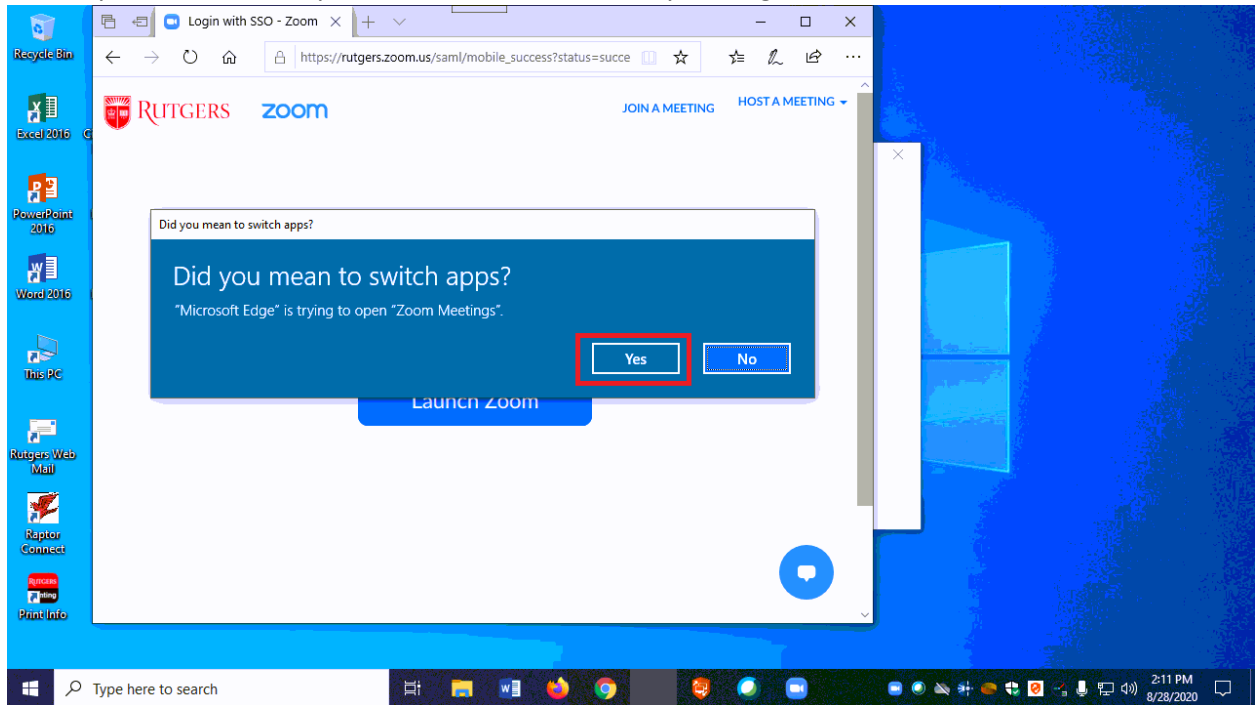 Login with SSO - Zoom
https://rutgers.zoom.us/saml/mobile_success?status=succe
RUTGERS zoom
JOIN A MEETING
HOST A MEETING
Did you mean to switch apps?
Did you mean to switch apps?
"Microsoft Edge" is trying to open "Zoom Meetings".
Yes
No
Launch Zoom
Recycle Bin
Excel 2016
PowerPoint
2016
Word 2016
This PC
Rutgers Web
Mail
Raptor
Connect
RUTGERS
Print Info
Type here to search
2:11 PM
8/28/2020